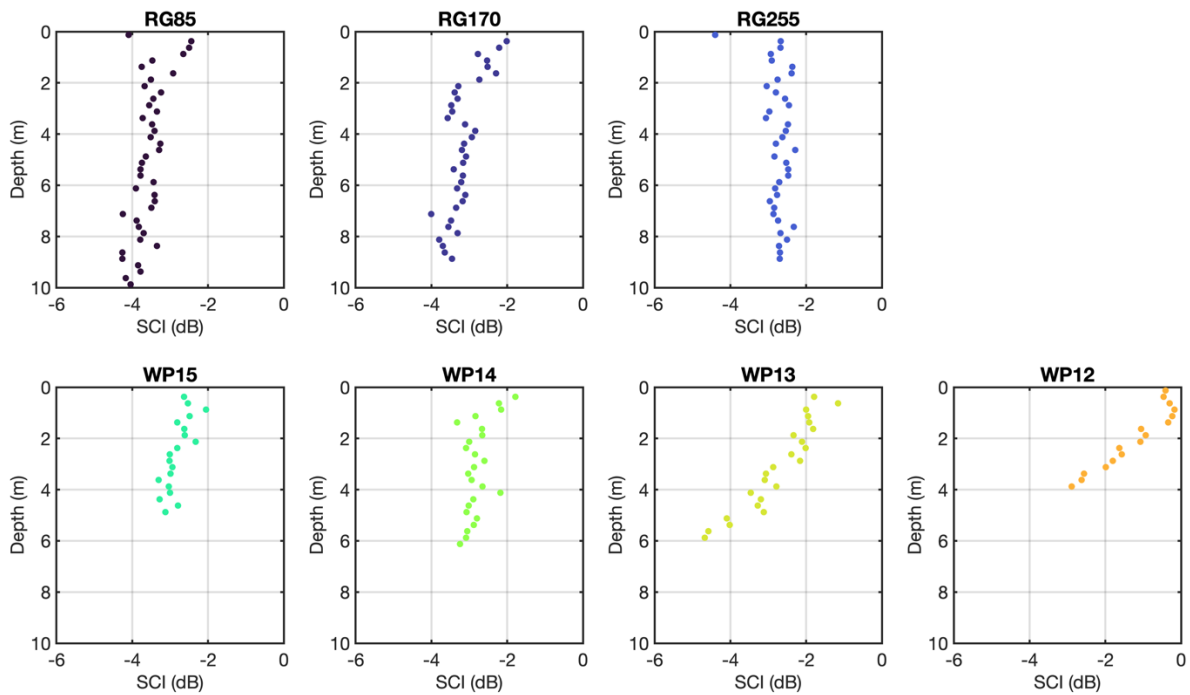 RG85 RG170 RG255
0 0 0
2 2 2
Depth (m) Depth (m) Depth (m)
4 4 4
6 6 6
8 8 8
10 10 10
-6 -4 -2 0 -6 -4 -2 0 -6 -4 -2 0
SCI (dB) SCI (dB) SCI (dB)
WP15 WP14 WP13 WP12
0 0 0 0
2 2 2 2
Depth (m) Depth (m) Depth (m) Depth (m)
4 4 4 4
6 6 6 6
8 8 8 8
10 10 10 10
-6 -4 -2 0 -6 -4 -2 0 -6 -4 -2 0 -6 -4 -2 0
SCI (dB) SCI (dB) SCI (dB) SCI (dB)